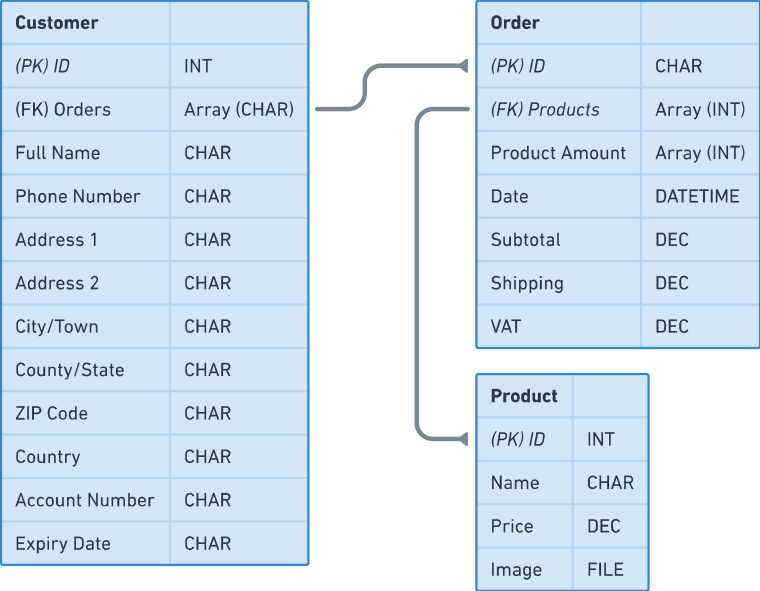 Customer
(PK) ID INT
(FK) Orders Array (CHAR)
Full Name CHAR
Phone Number CHAR
Address 1 CHAR
Address 2 CHAR
City/Town CHAR
County/State CHAR
ZIP Code CHAR
Country CHAR
Account Number CHAR
Expiry Date CHAR
Order
(PK) ID CHAR
(FK) Products Array (INT)
Product Amount Array (INT)
Date DATETIME
Subtotal DEC
Shipping DEC
VAT DEC
Product
(PK) ID INT
Name CHAR
Price DEC
Image FILE